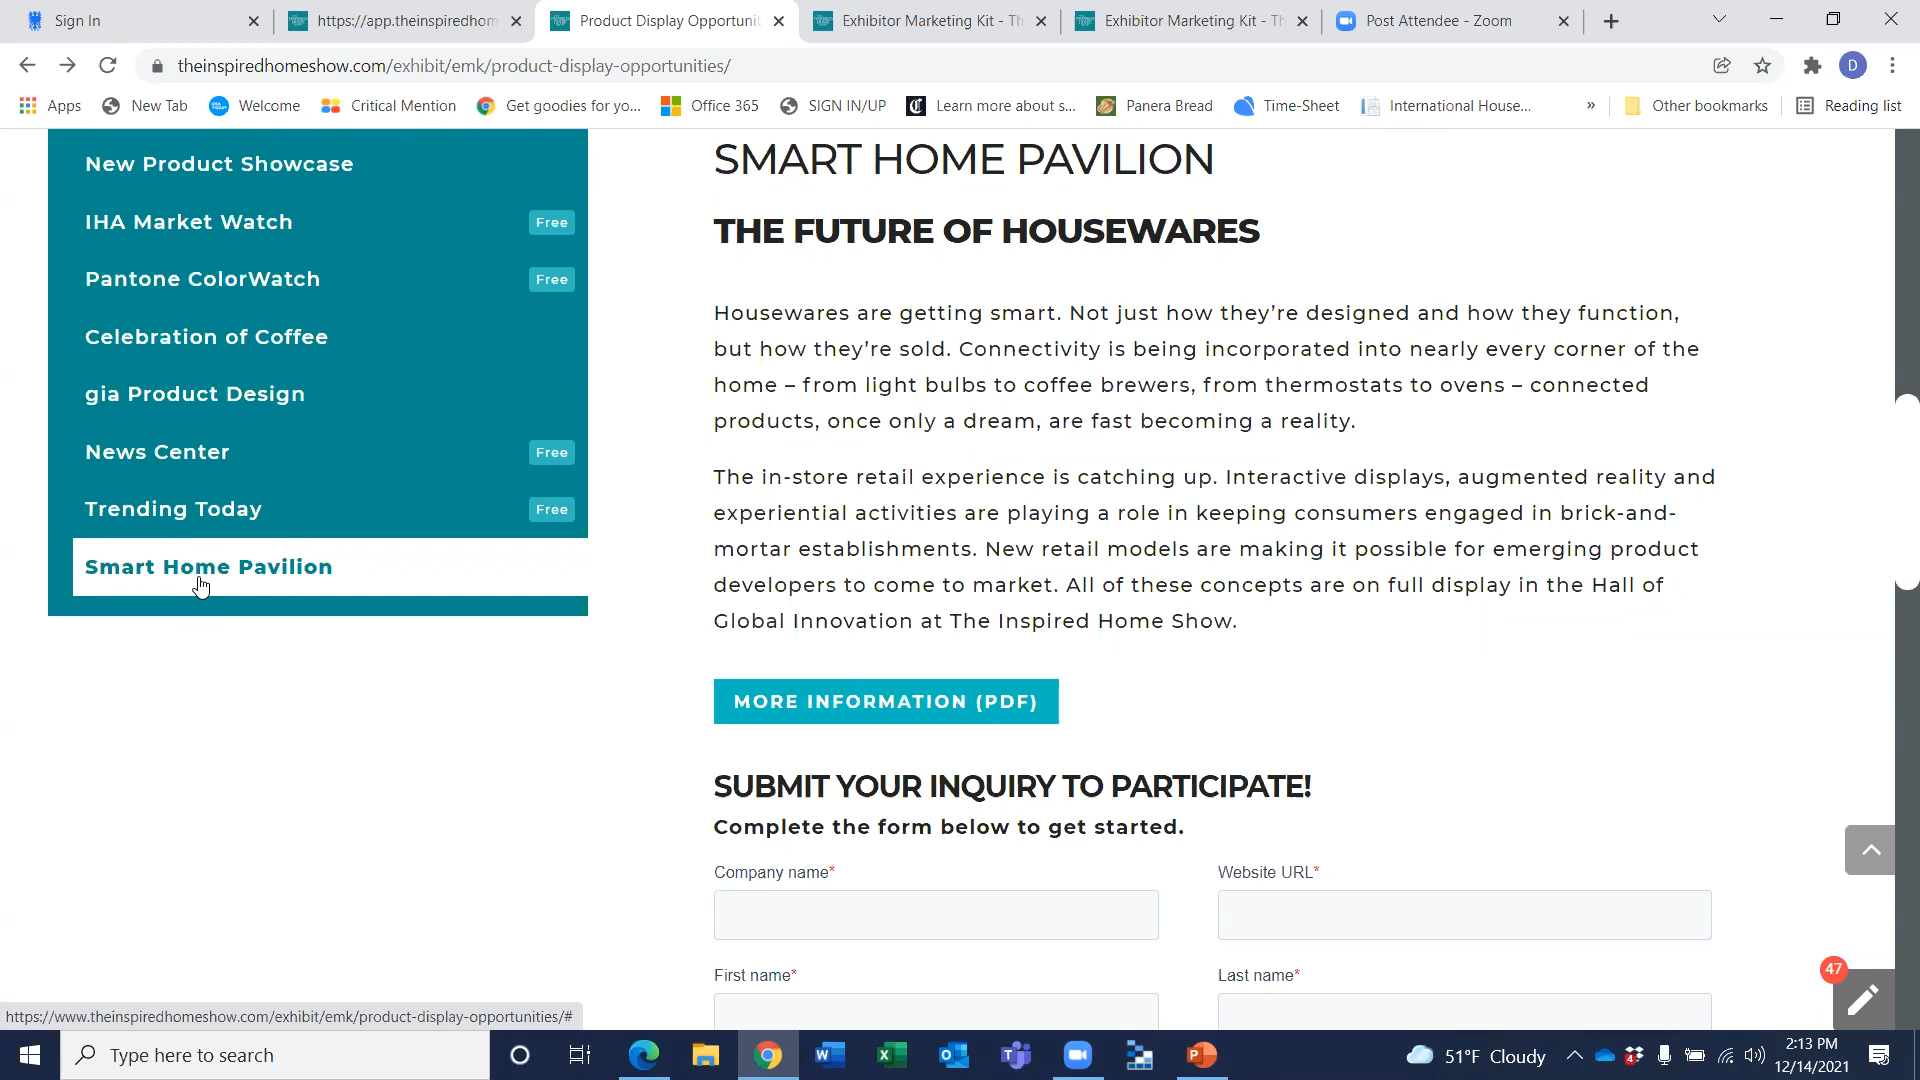 Sign In
https://app.theinspiredhom
Product Display Opportunit
Exhibitor Marketing Kit - Th
Exhibitor Marketing Kit - Th
Post Attendee - Zoom
theinspiredhomeshow.com/exhibit/emk/product-display-opportunities/
D
Apps
New Tab
Welcome
Critical Mention
Get goodies for yo...
Office 365
SIGN IN/UP
Learn more about s...
Panera Bread
Time-Sheet
International House...
»
Other bookmarks
Reading list
New Product Showcase
IHA Market Watch Free
Pantone ColorWatch Free
Celebration of Coffee
gia Product Design
News Center Free
Trending Today Free
Smart Home Pavilion
SMART HOME PAVILION
THE FUTURE OF HOUSEWARES
Housewares are getting smart. Not just how they’re designed and how they function,
but how they’re sold. Connectivity is being incorporated into nearly every corner of the
home – from light bulbs to coffee brewers, from thermostats to ovens – connected
products, once only a dream, are fast becoming a reality.
The in-store retail experience is catching up. Interactive displays, augmented reality and
experiential activities are playing a role in keeping consumers engaged in brick-and-
mortar establishments. New retail models are making it possible for emerging product
developers to come to market. All of these concepts are on full display in the Hall of
Global Innovation at The Inspired Home Show.
MORE INFORMATION (PDF)
SUBMIT YOUR INQUIRY TO PARTICIPATE!
Complete the form below to get started.
Company name* Website URL*
First name* Last name*
47
https://www.theinspiredhomeshow.com/exhibit/emk/product-display-opportunities/#
Type here to search
51°F Cloudy
4
2:13 PM
12/14/2021